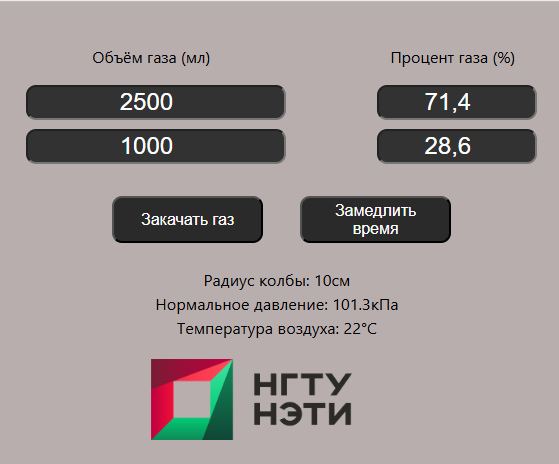 Объём газа (мл) Процент газа (%)
2500 71,4
1000 28,6
Закачать газ
Замедлить
время
Радиус колбы: 10см
Нормальное давление: 101.3кПа
Температура воздуха: 22°C
НГТУ
НЭТИ